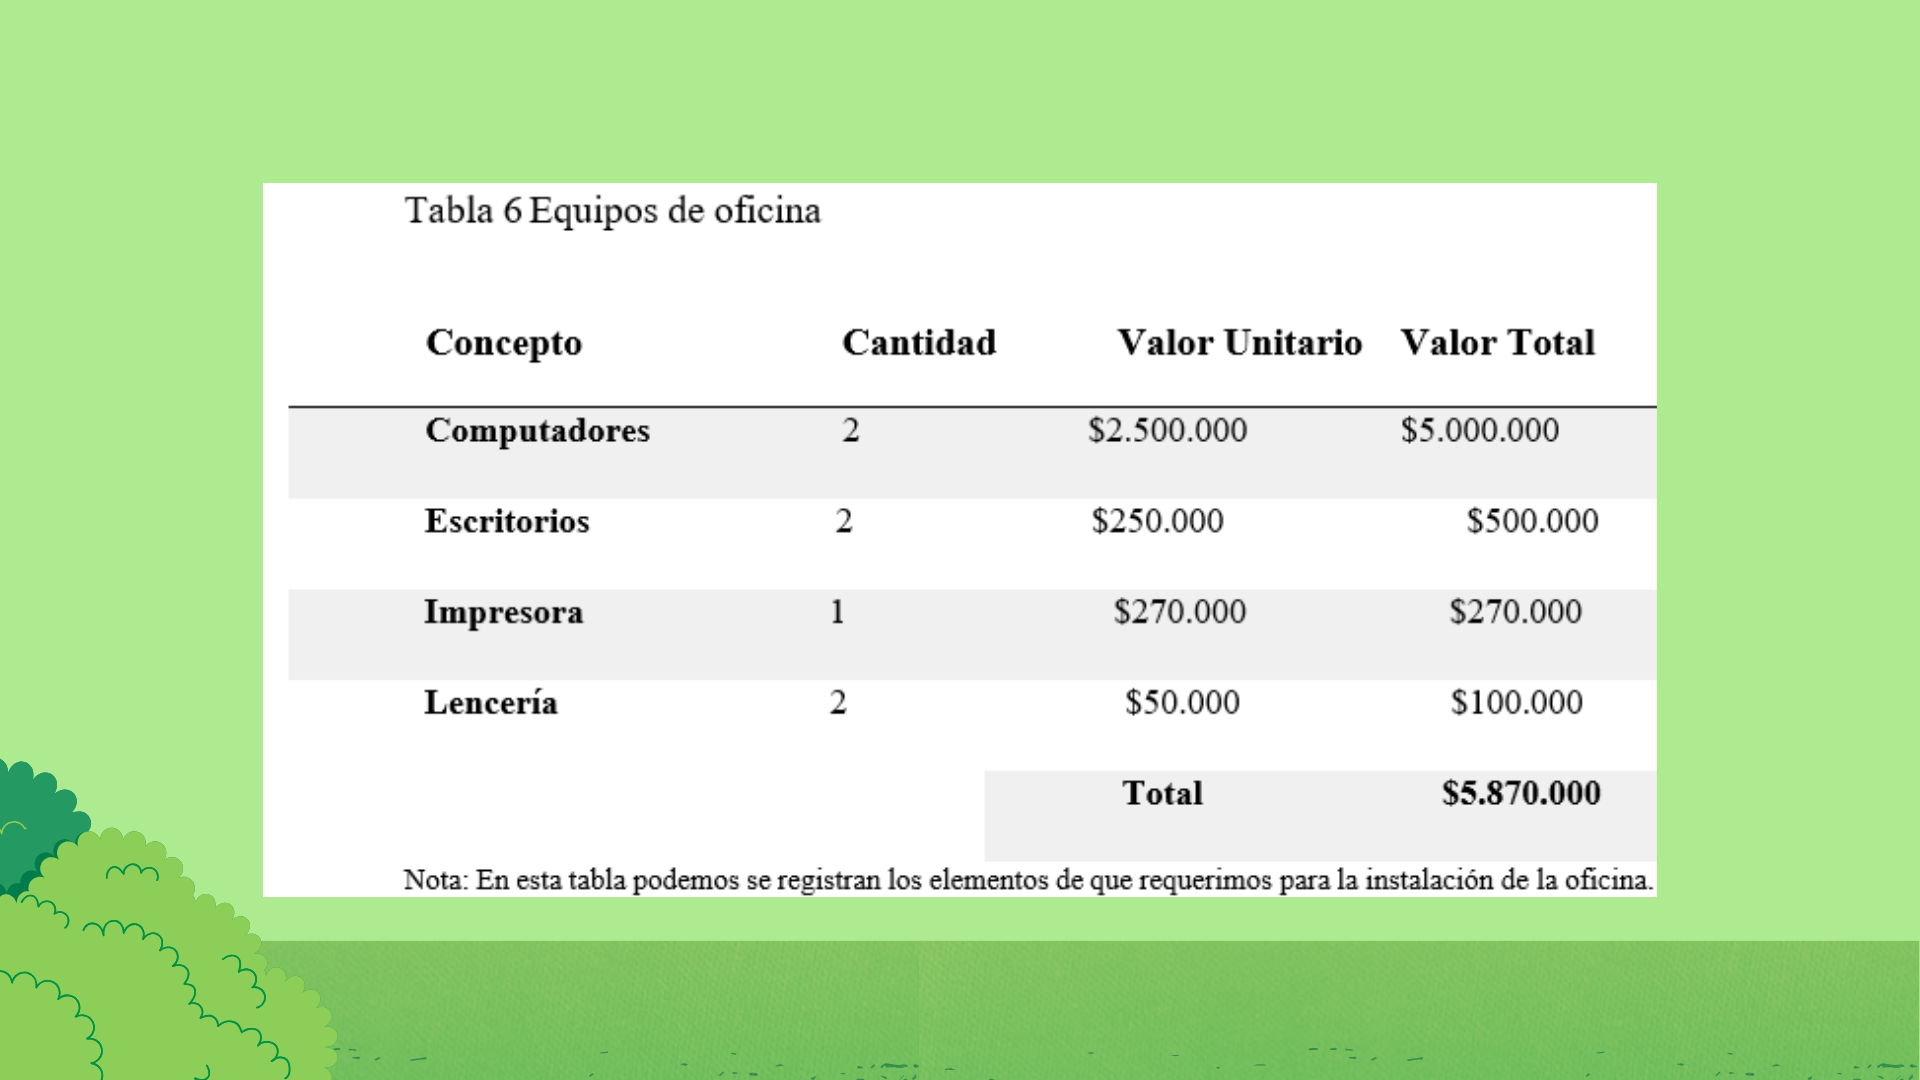 Tabla 6 Equipos de oficina
Concepto Cantidad Valor Unitario Valor Total
Computadores 2 $2.500.000 $5.000.000
Escritorios 2 $250.000 $500.000
Impresora 1 $270.000 $270.000
Lencería 2 $50.000 $100.000
Total $5.870.000
Nota: En esta tabla podemos se registran los elementos de que requerimos para la instalación de la oficina.